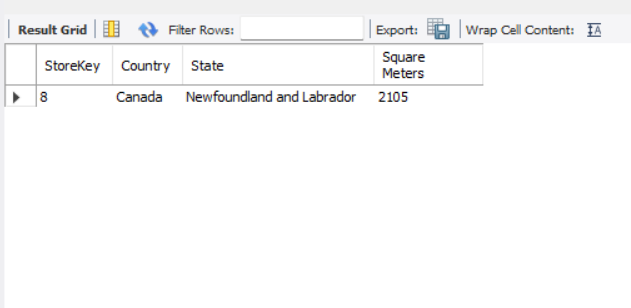 Result Grid Filter Rows: Export: Wrap Cell Content: IA
StoreKey Country State Square Meters
8 Canada Newfoundland and Labrador 2105